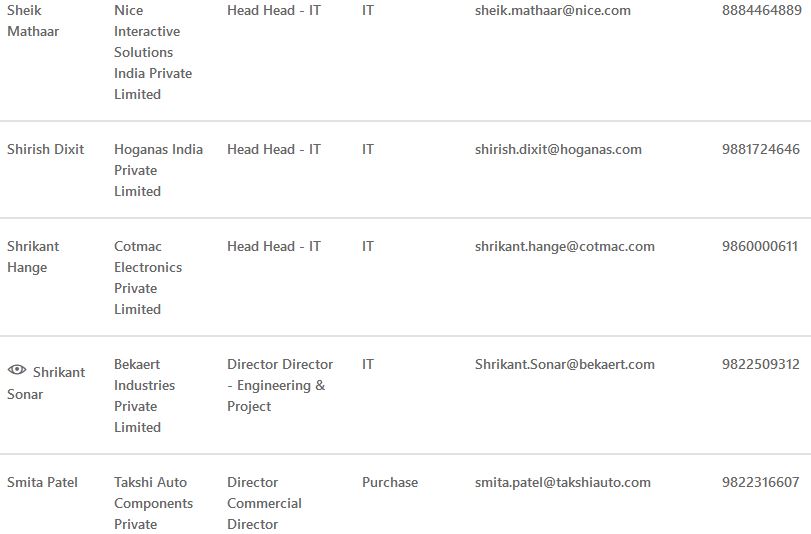 Sheik Mathaar Nice Interactive Solutions India Private Limited Head Head - IT IT sheik.mathaar@nice.com 8884464889
Shirish Dixit Hoganas India Private Limited Head Head - IT IT shirish.dixit@hoganas.com 9881724646
Shrikant Hange Cotmac Electronics Private Limited Head Head - IT IT shrikant.hange@cotmac.com 9860000611
Shrikant Sonar Bekaert Industries Private Limited Director Director - Engineering & Project IT Shrikant.Sonar@bekaert.com 9822509312
Smita Patel Takshi Auto Components Private Director Commercial Director Purchase smita.patel@takshiauto.com 9822316607